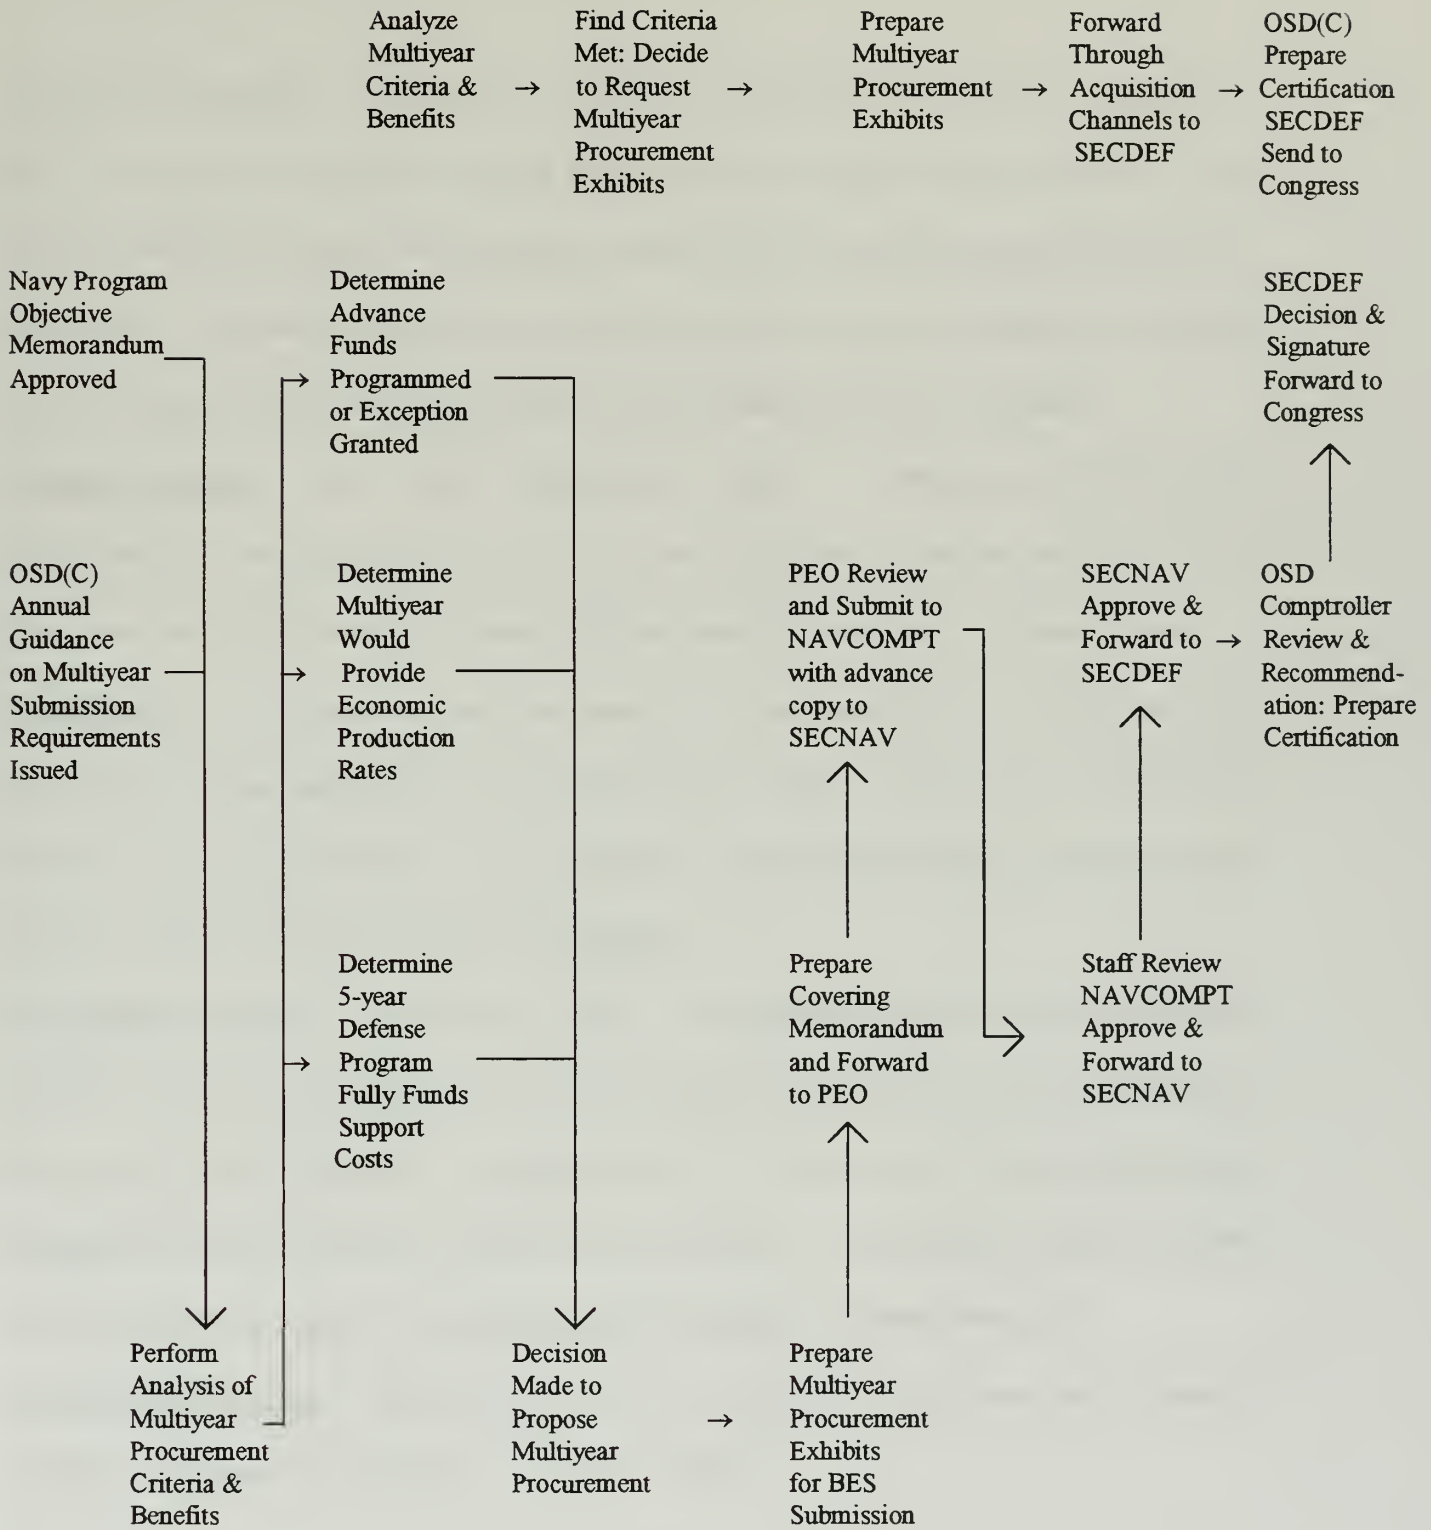 Analyze
Multiyear
Criteria & →
Benefits
Find Criteria
Met: Decide
to Request →
Multiyear
Procurement
Exhibits
Prepare
Multiyear
Procurement →
Exhibits
Forward
Through
Acquisition →
Channels to
SECDEF
OSD(C)
Prepare
Certification
SECDEF
Send to
Congress
Navy Program
Objective
Memorandum
Approved
OSD(C)
Annual
Guidance
on Multiyear
Submission
Requirements
Issued
Perform
Analysis of
Multiyear
Procurement
Criteria &
Benefits
→ Determine
Advance
Funds
Programmed
or Exception
Granted
Determine
Multiyear
Would
→ Provide
Economic
Production
Rates
Determine
5-year
Defense
→ Program
Fully Funds
Support
Costs
Decision
Made to
Propose →
Multiyear
Procurement
Prepare
Multiyear
Procurement
Exhibits
for BES
Submission
Prepare
Covering
Memorandum
and Forward
to PEO
PEO Review
and Submit to
NAVCOMPT
with advance
copy to
SECNAV
Staff Review
NAVCOMPT
Approve &
Forward to
SECNAV
SECNAV
Approve &
Forward to →
SECDEF
OSD
Comptroller
Review &
Recommend-
ation: Prepare
Certification
SECDEF
Decision &
Signature
Forward to
Congress